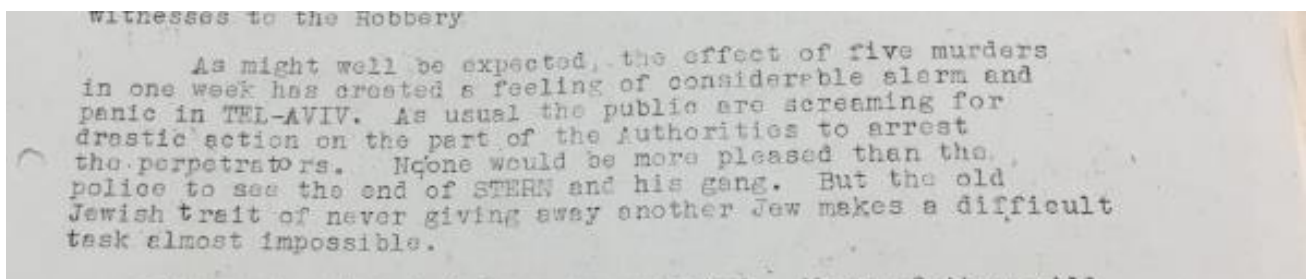 witnesses to the Robbery
As might well be expected, the effect of five murders
in one week has created a feeling of considerable alarm and
panic in TEL-AVIV. As usual the public are screaming for
drastic action on the part of the Authorities to arrest
the perpetrators. Noone would be more pleased than the
police to see the end of STERN and his gang. But the old
Jewish trait of never giving away another Jew makes a difficult
task almost impossible.